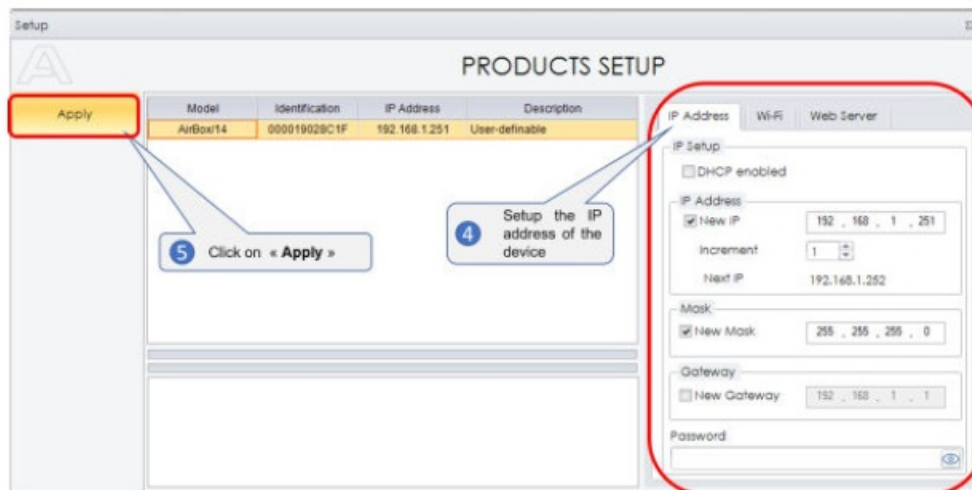 Setup
PRODUCTS SETUP
Apply
Model Identification IP Address Description
AirBox/14 000019028C1F 192.168.1.251 User-definable
5 Click on « Apply »
4 Setup the IP
address of the
device
IP Address Wi-Fi Web Server
IP Setup
DHCP enabled
IP Address
New IP 192 . 168 . 1 . 251
Increment 1
Next IP 192.168.1.252
Mask
New Mask 255 . 255 . 255 . 0
Gateway
New Gateway 192 . 168 . 1 . 1
Password